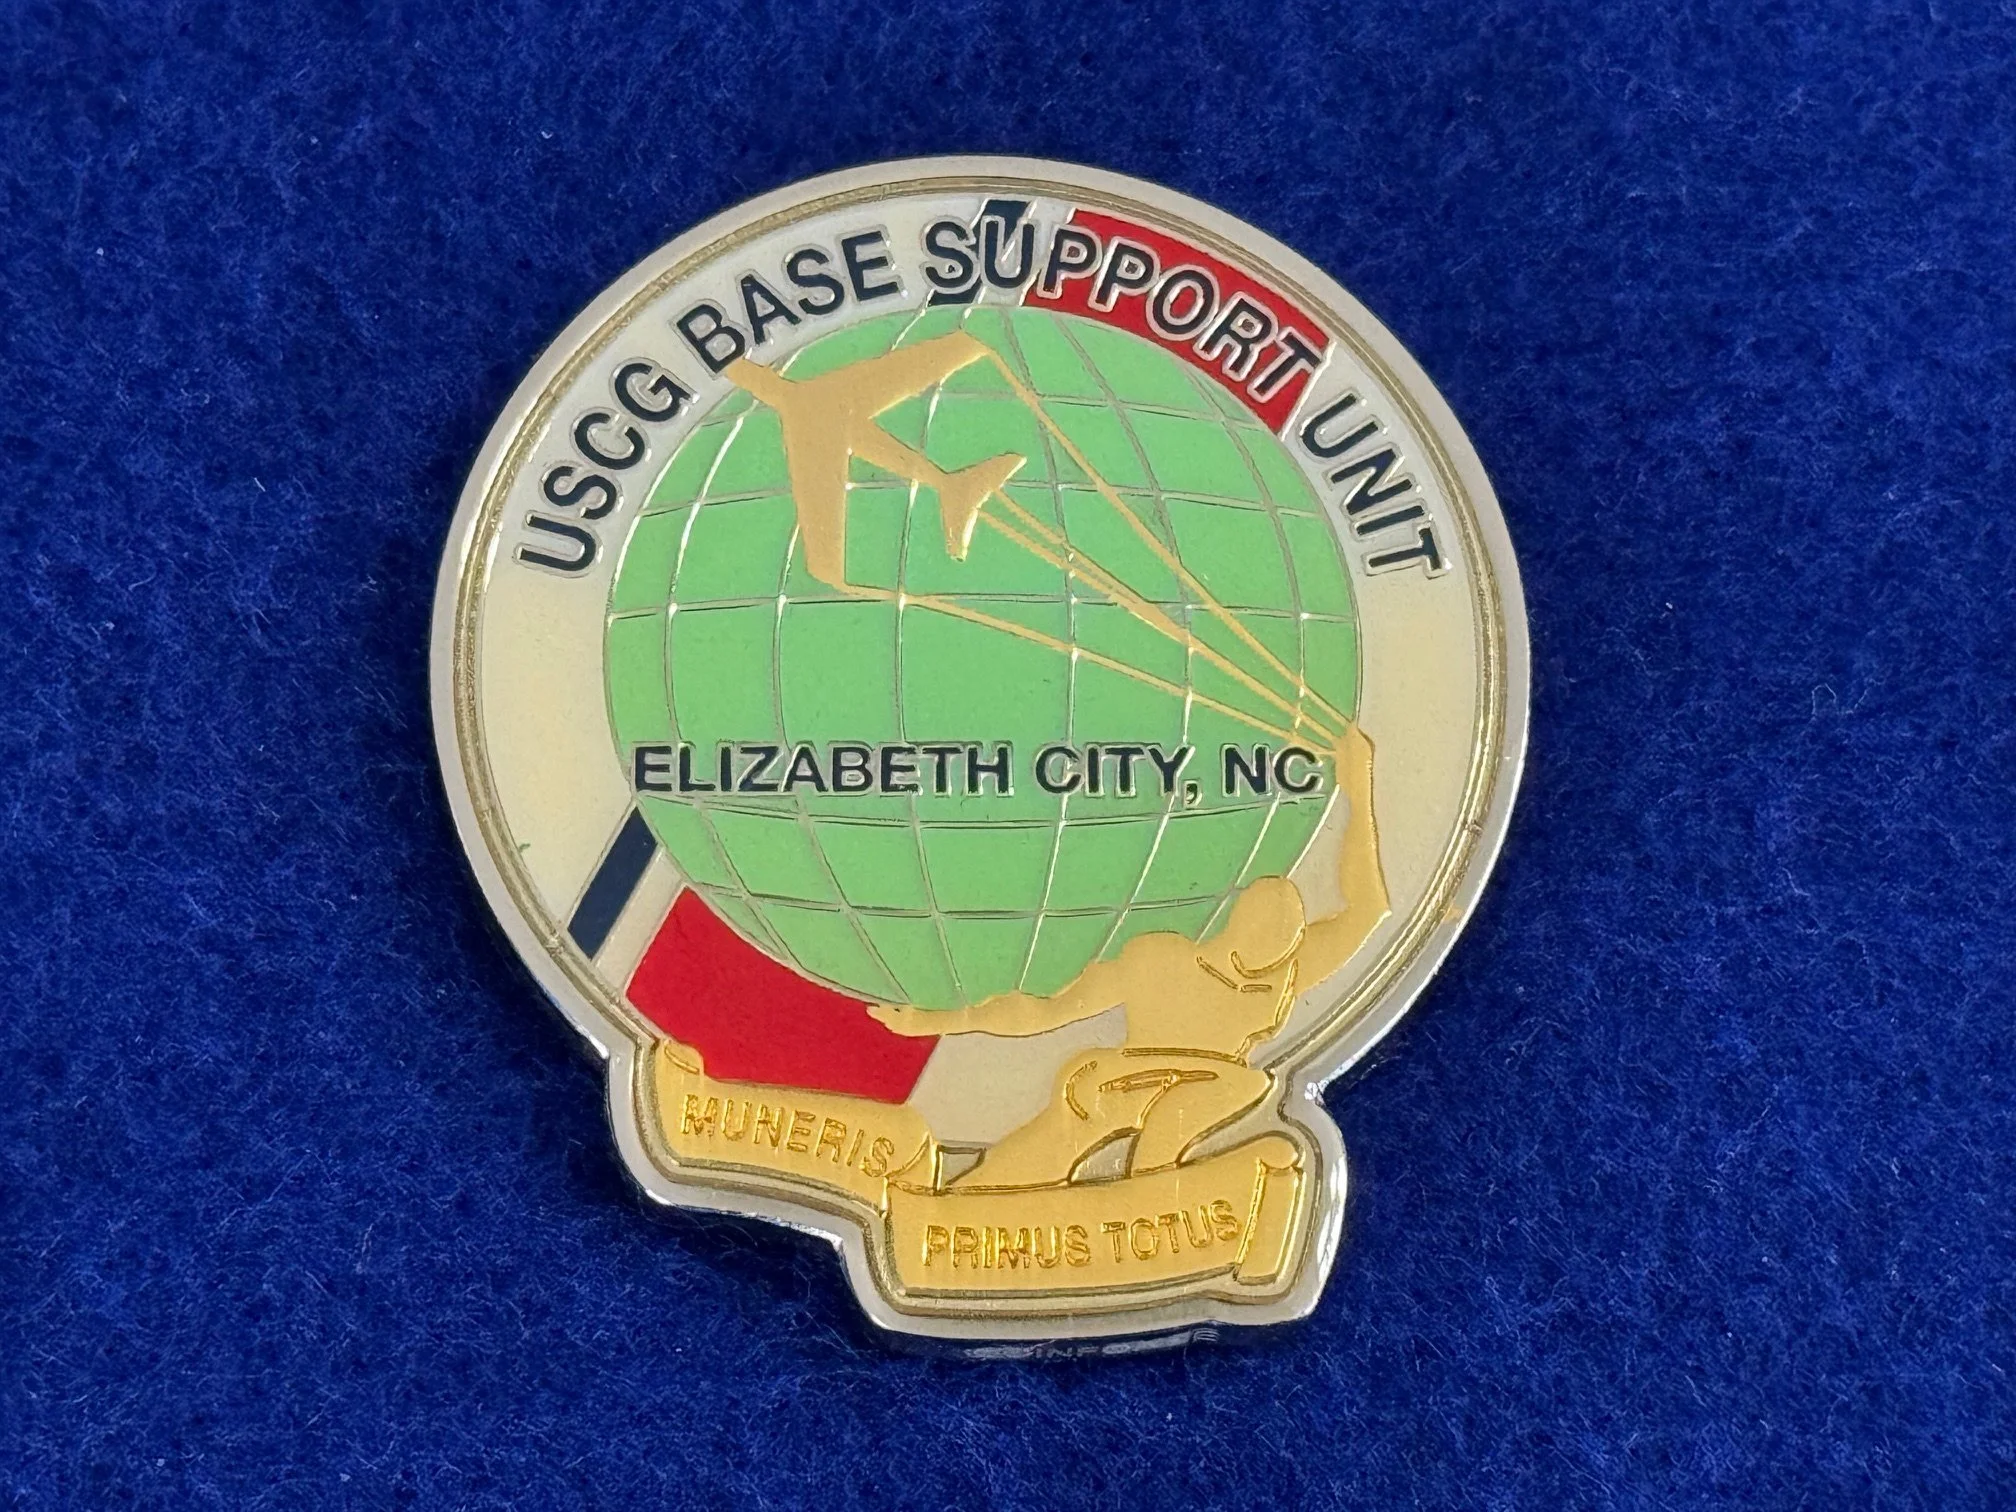 USCG BASE SUPPORT UNIT
ELIZABETH CITY, NC
MUNERIS
PRIMUS TOTUS